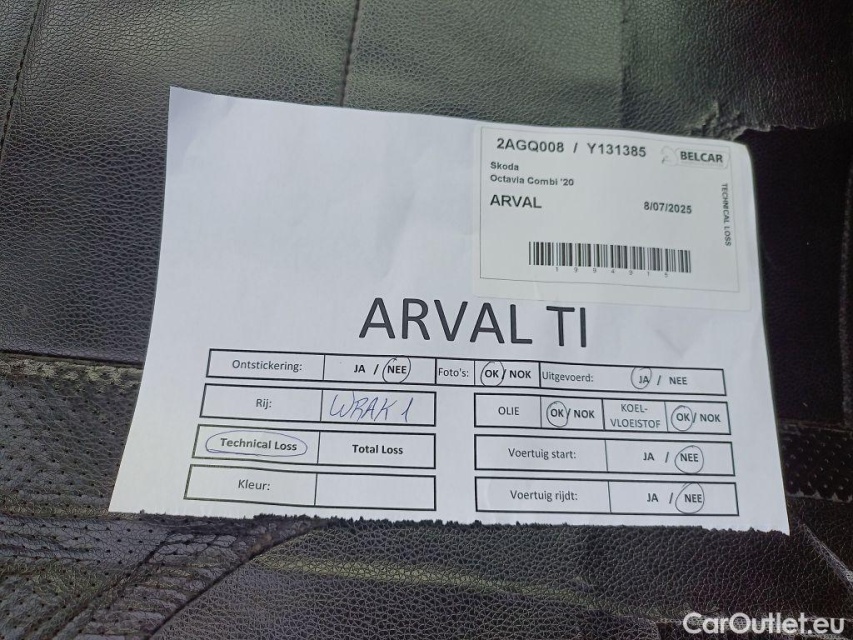 2AGQ008 / Y131385 BELCAR
Skoda
Octavia Combi '20
ARVAL 8/07/2025
TECHNICAL LOSS
ARVAL TI
Ontstickering: JA / NEE Foto's: OK / NOK Uitgevoerd: JA / NEE
Rij: WRAK 1
OLIE OK / NOK KOEL-VLOEISTOF OK / NOK
Technical Loss Total Loss
Voertuig start: JA / NEE
Kleur:
Voertuig rijdt: JA / NEE
CarOutlet.eu